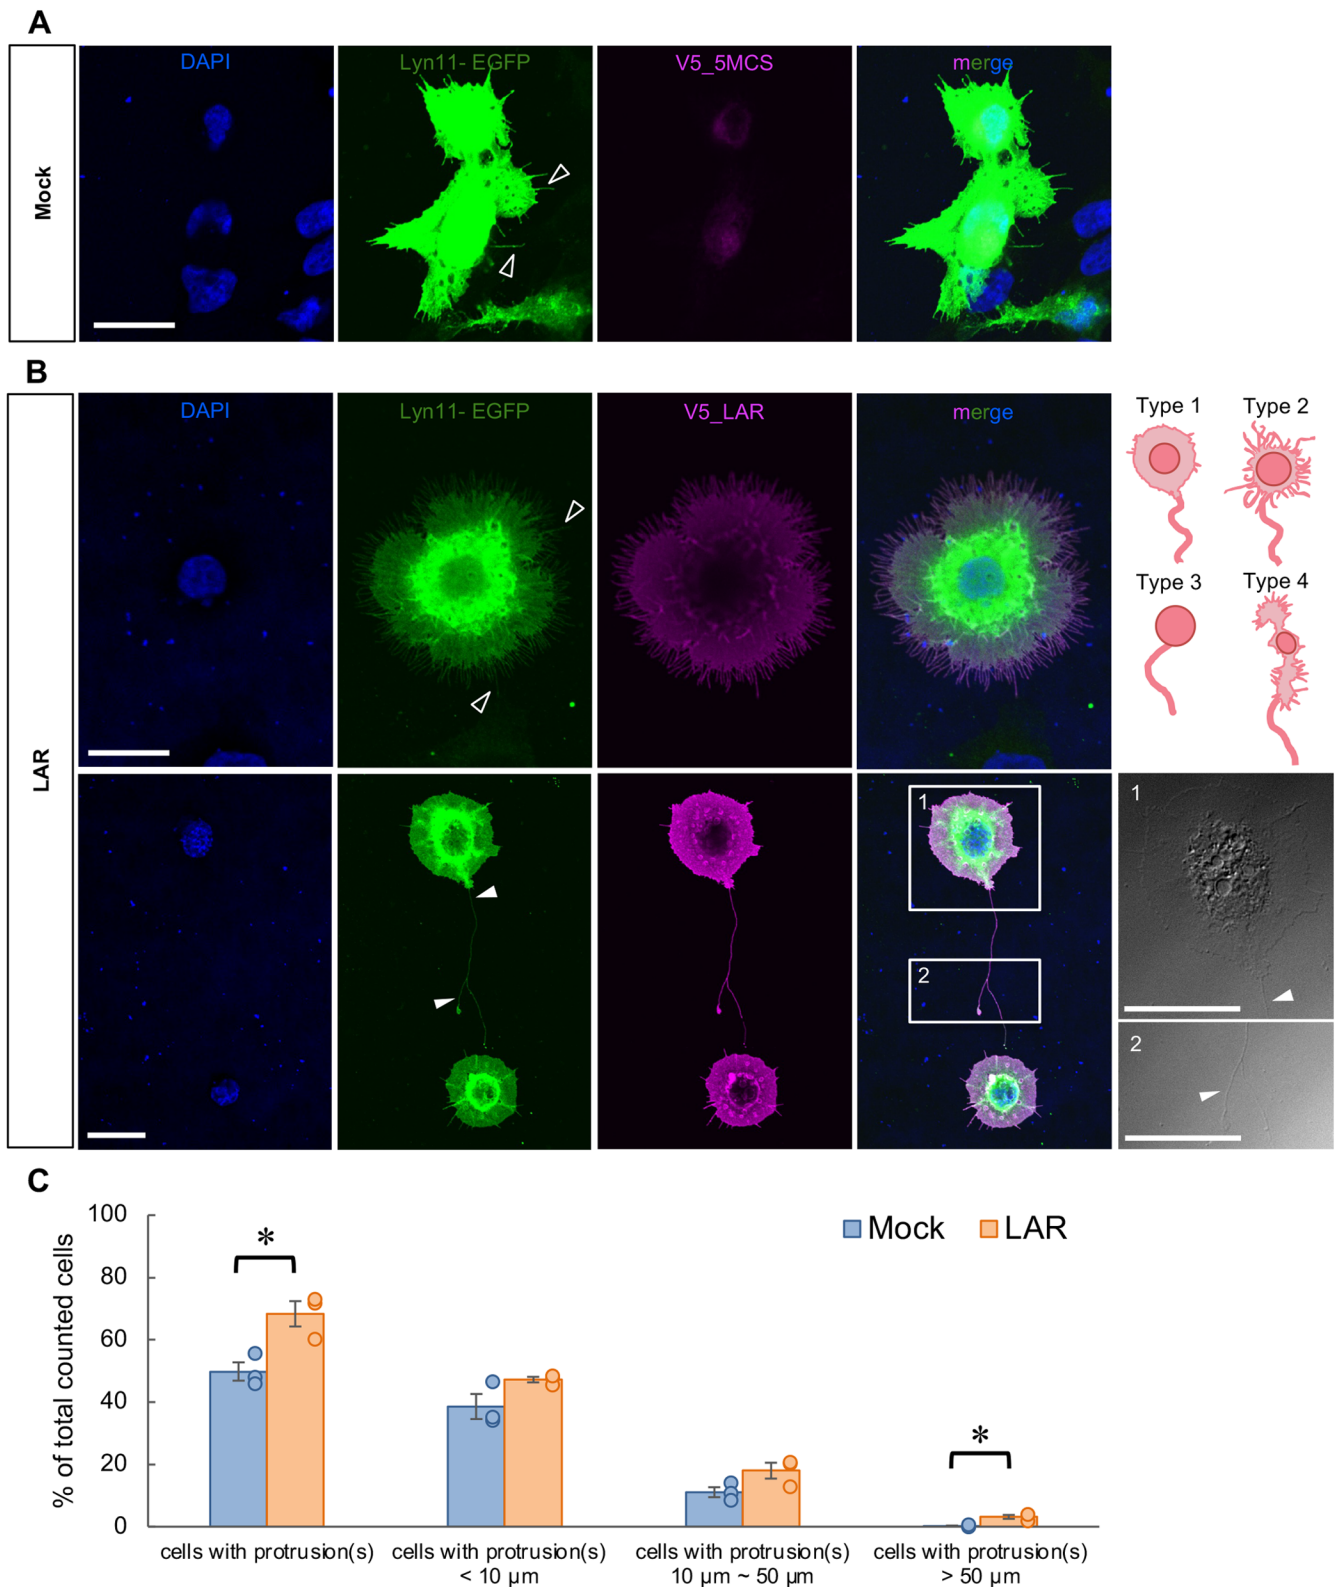 A
Mock
DAPI
Lyn11- EGFP
V5_5MCS
merge
B
LAR
DAPI
Lyn11- EGFP
V5_LAR
merge
Type 1
Type 2
Type 3
Type 4
1
2
1
2
C
% of total counted cells
100
80
60
40
20
0
*
*
Mock
LAR
cells with protrusion(s)
cells with protrusion(s)
< 10 µm
cells with protrusion(s)
10 µm ~ 50 µm
cells with protrusion(s)
> 50 µm